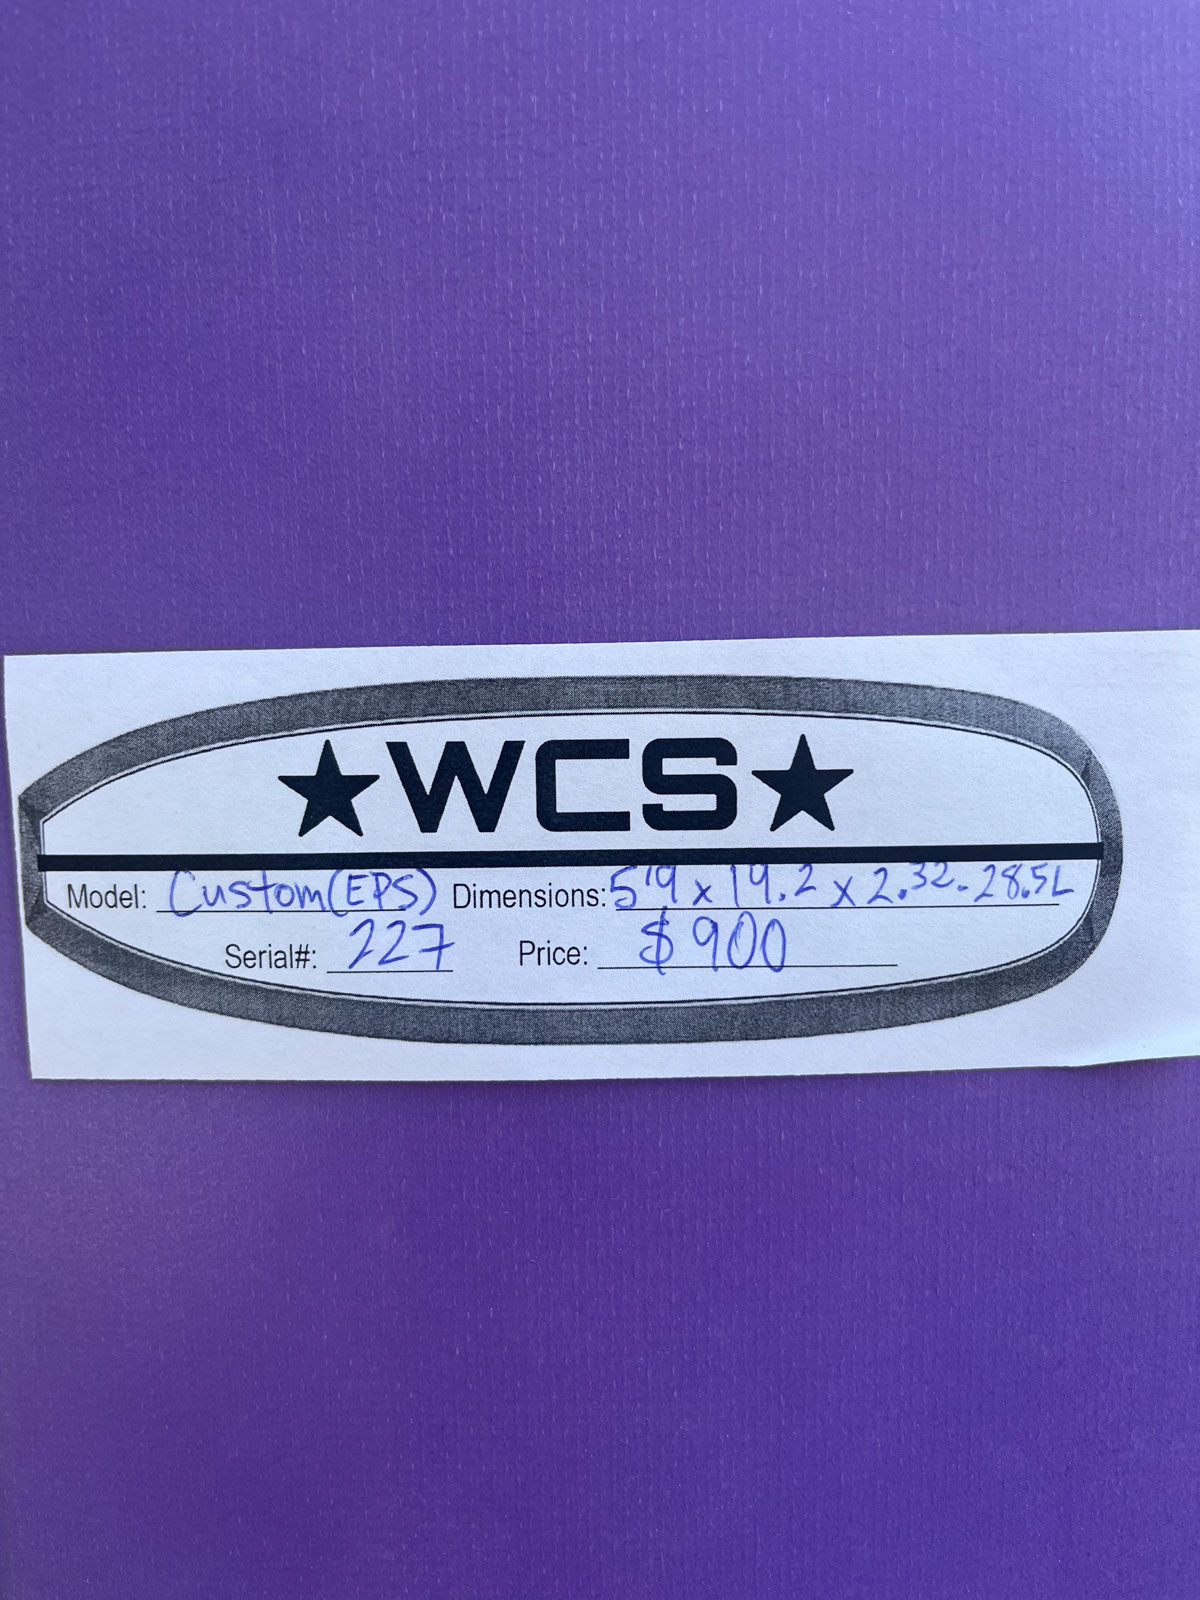 ★WCS★
Model: Custom(EPS) Dimensions: 5'9 x 19.2 x 2.32. 28.5L
Serial#: 227 Price: $900